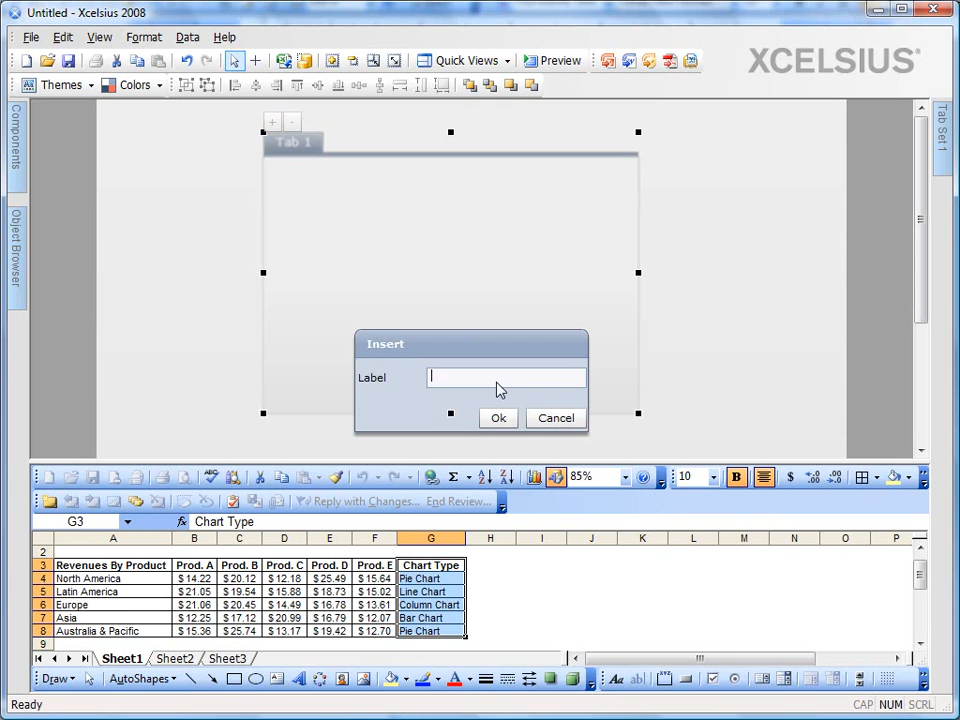 Untitled - Xcelsius 2008
File Edit View Format Data Help
Quick Views Preview
XCELSIUS
Themes Colors
Components
Object Browser
Tab Set 1
+ -
Tab 1
Insert
Label
Ok Cancel
85% 10 B $
Reply with Changes... End Review...
G3 fx Chart Type
A B C D E F G H I J K L M N O P
2
3 Revenues By Product Prod. A Prod. B Prod. C Prod. D Prod. E Chart Type
4 North America $ 14.22 $ 20.12 $ 12.18 $ 25.49 $ 15.64 Pie Chart
5 Latin America $ 21.05 $ 19.54 $ 15.88 $ 18.73 $ 15.02 Line Chart
6 Europe $ 21.06 $ 20.45 $ 14.49 $ 16.78 $ 13.61 Column Chart
7 Asia $ 12.25 $ 17.12 $ 20.99 $ 16.79 $ 12.07 Bar Chart
8 Australia & Pacific $ 15.36 $ 25.74 $ 13.17 $ 19.42 $ 12.70 Pie Chart
9
Sheet1 Sheet2 Sheet3
Draw AutoShapes
Ready CAP NUM SCRL